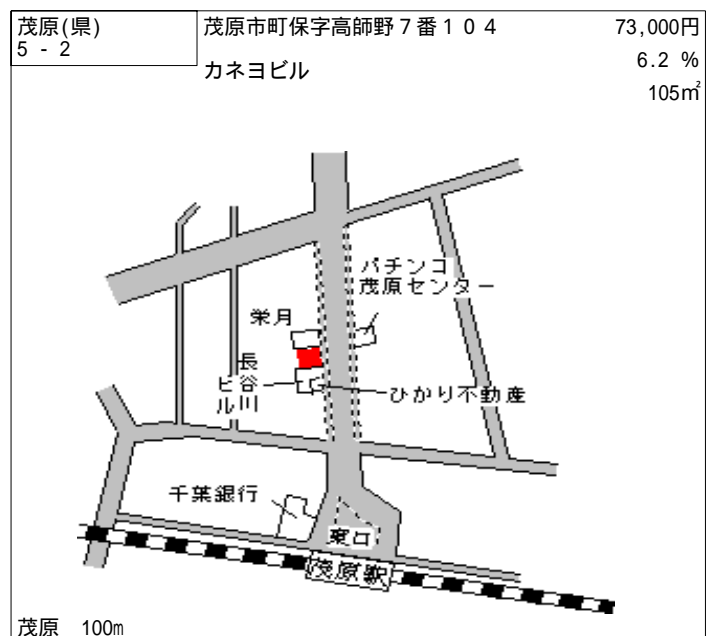 茂原(県)
5 - 2
茂原市町保字高師野7番104
73,000円
カネヨビル
6.2 %
105㎡
パチンコ
茂原センター
栄月
長谷川
ビル
ひかり不動産
千葉銀行
東口
茂原駅
茂原 100m